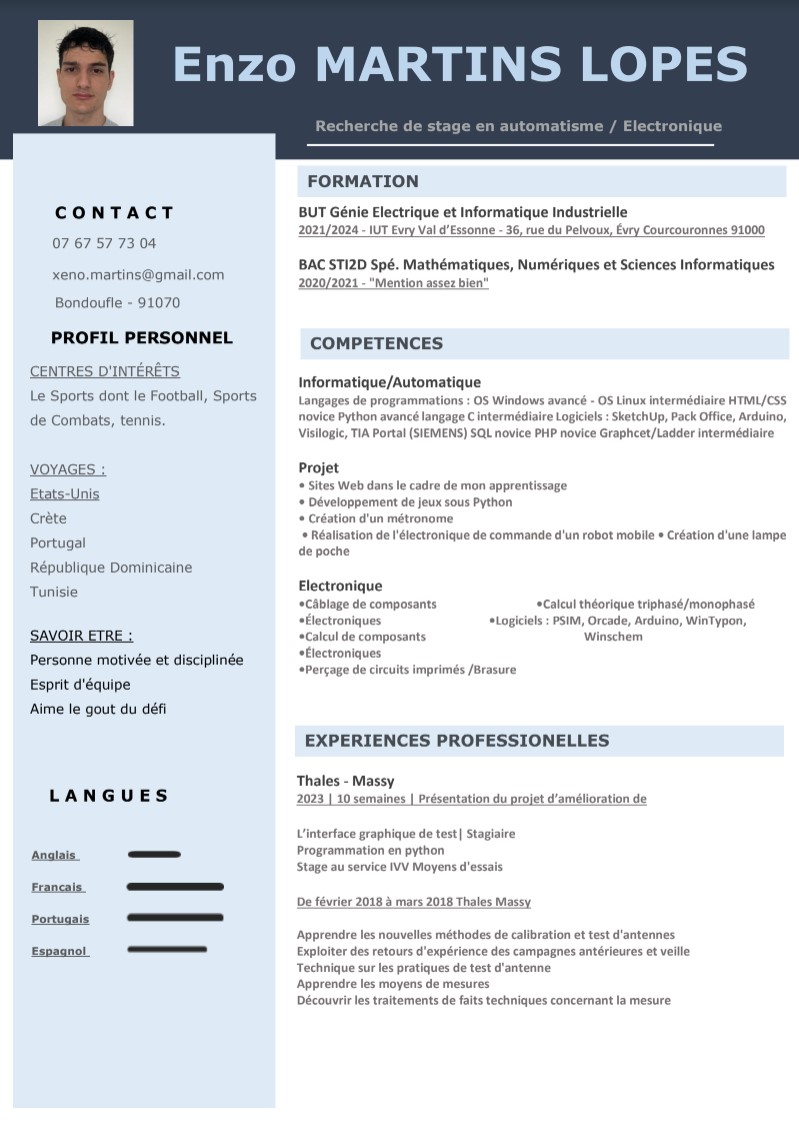 Enzo MARTINS LOPES
Recherche de stage en automatisme / Electronique
CONTACT
07 67 57 73 04
xeno.martins@gmail.com
Bondoufle - 91070
PROFIL PERSONNEL
CENTRES D'INTÉRÊTS
Le Sports dont le Football, Sports
de Combats, tennis.
VOYAGES :
Etats-Unis
Crète
Portugal
République Dominicaine
Tunisie
SAVOIR ETRE :
Personne motivée et disciplinée
Esprit d'équipe
Aime le gout du défi
LANGUES
Anglais
Francais
Portugais
Espagnol
FORMATION
BUT Génie Electrique et Informatique Industrielle
2021/2024 - IUT Evry Val d’Essonne - 36, rue du Pelvoux, Évry Courcouronnes 91000
BAC STI2D Spé. Mathématiques, Numériques et Sciences Informatiques
2020/2021 - "Mention assez bien"
COMPETENCES
Informatique/Automatique
Langages de programmations : OS Windows avancé - OS Linux intermédiaire HTML/CSS
novice Python avancé langage C intermédiaire Logiciels : SketchUp, Pack Office, Arduino,
Visilogic, TIA Portal (SIEMENS) SQL novice PHP novice Graphcet/Ladder intermédiaire
Projet
• Sites Web dans le cadre de mon apprentissage
• Développement de jeux sous Python
• Création d'un métronome
• Réalisation de l'électronique de commande d'un robot mobile • Création d'une lampe
de poche
Electronique
•Câblage de composants •Calcul théorique triphasé/monophasé
•Électroniques •Logiciels : PSIM, Orcade, Arduino, WinTypon,
•Calcul de composants Winschem
•Électroniques
•Perçage de circuits imprimés /Brasure
EXPERIENCES PROFESSIONELLES
Thales - Massy
2023 | 10 semaines | Présentation du projet d’amélioration de
L’interface graphique de test| Stagiaire
Programmation en python
Stage au service IVV Moyens d'essais
De février 2018 à mars 2018 Thales Massy
Apprendre les nouvelles méthodes de calibration et test d'antennes
Exploiter des retours d'expérience des campagnes antérieures et veille
Technique sur les pratiques de test d'antenne
Apprendre les moyens de mesures
Découvrir les traitements de faits techniques concernant la mesure